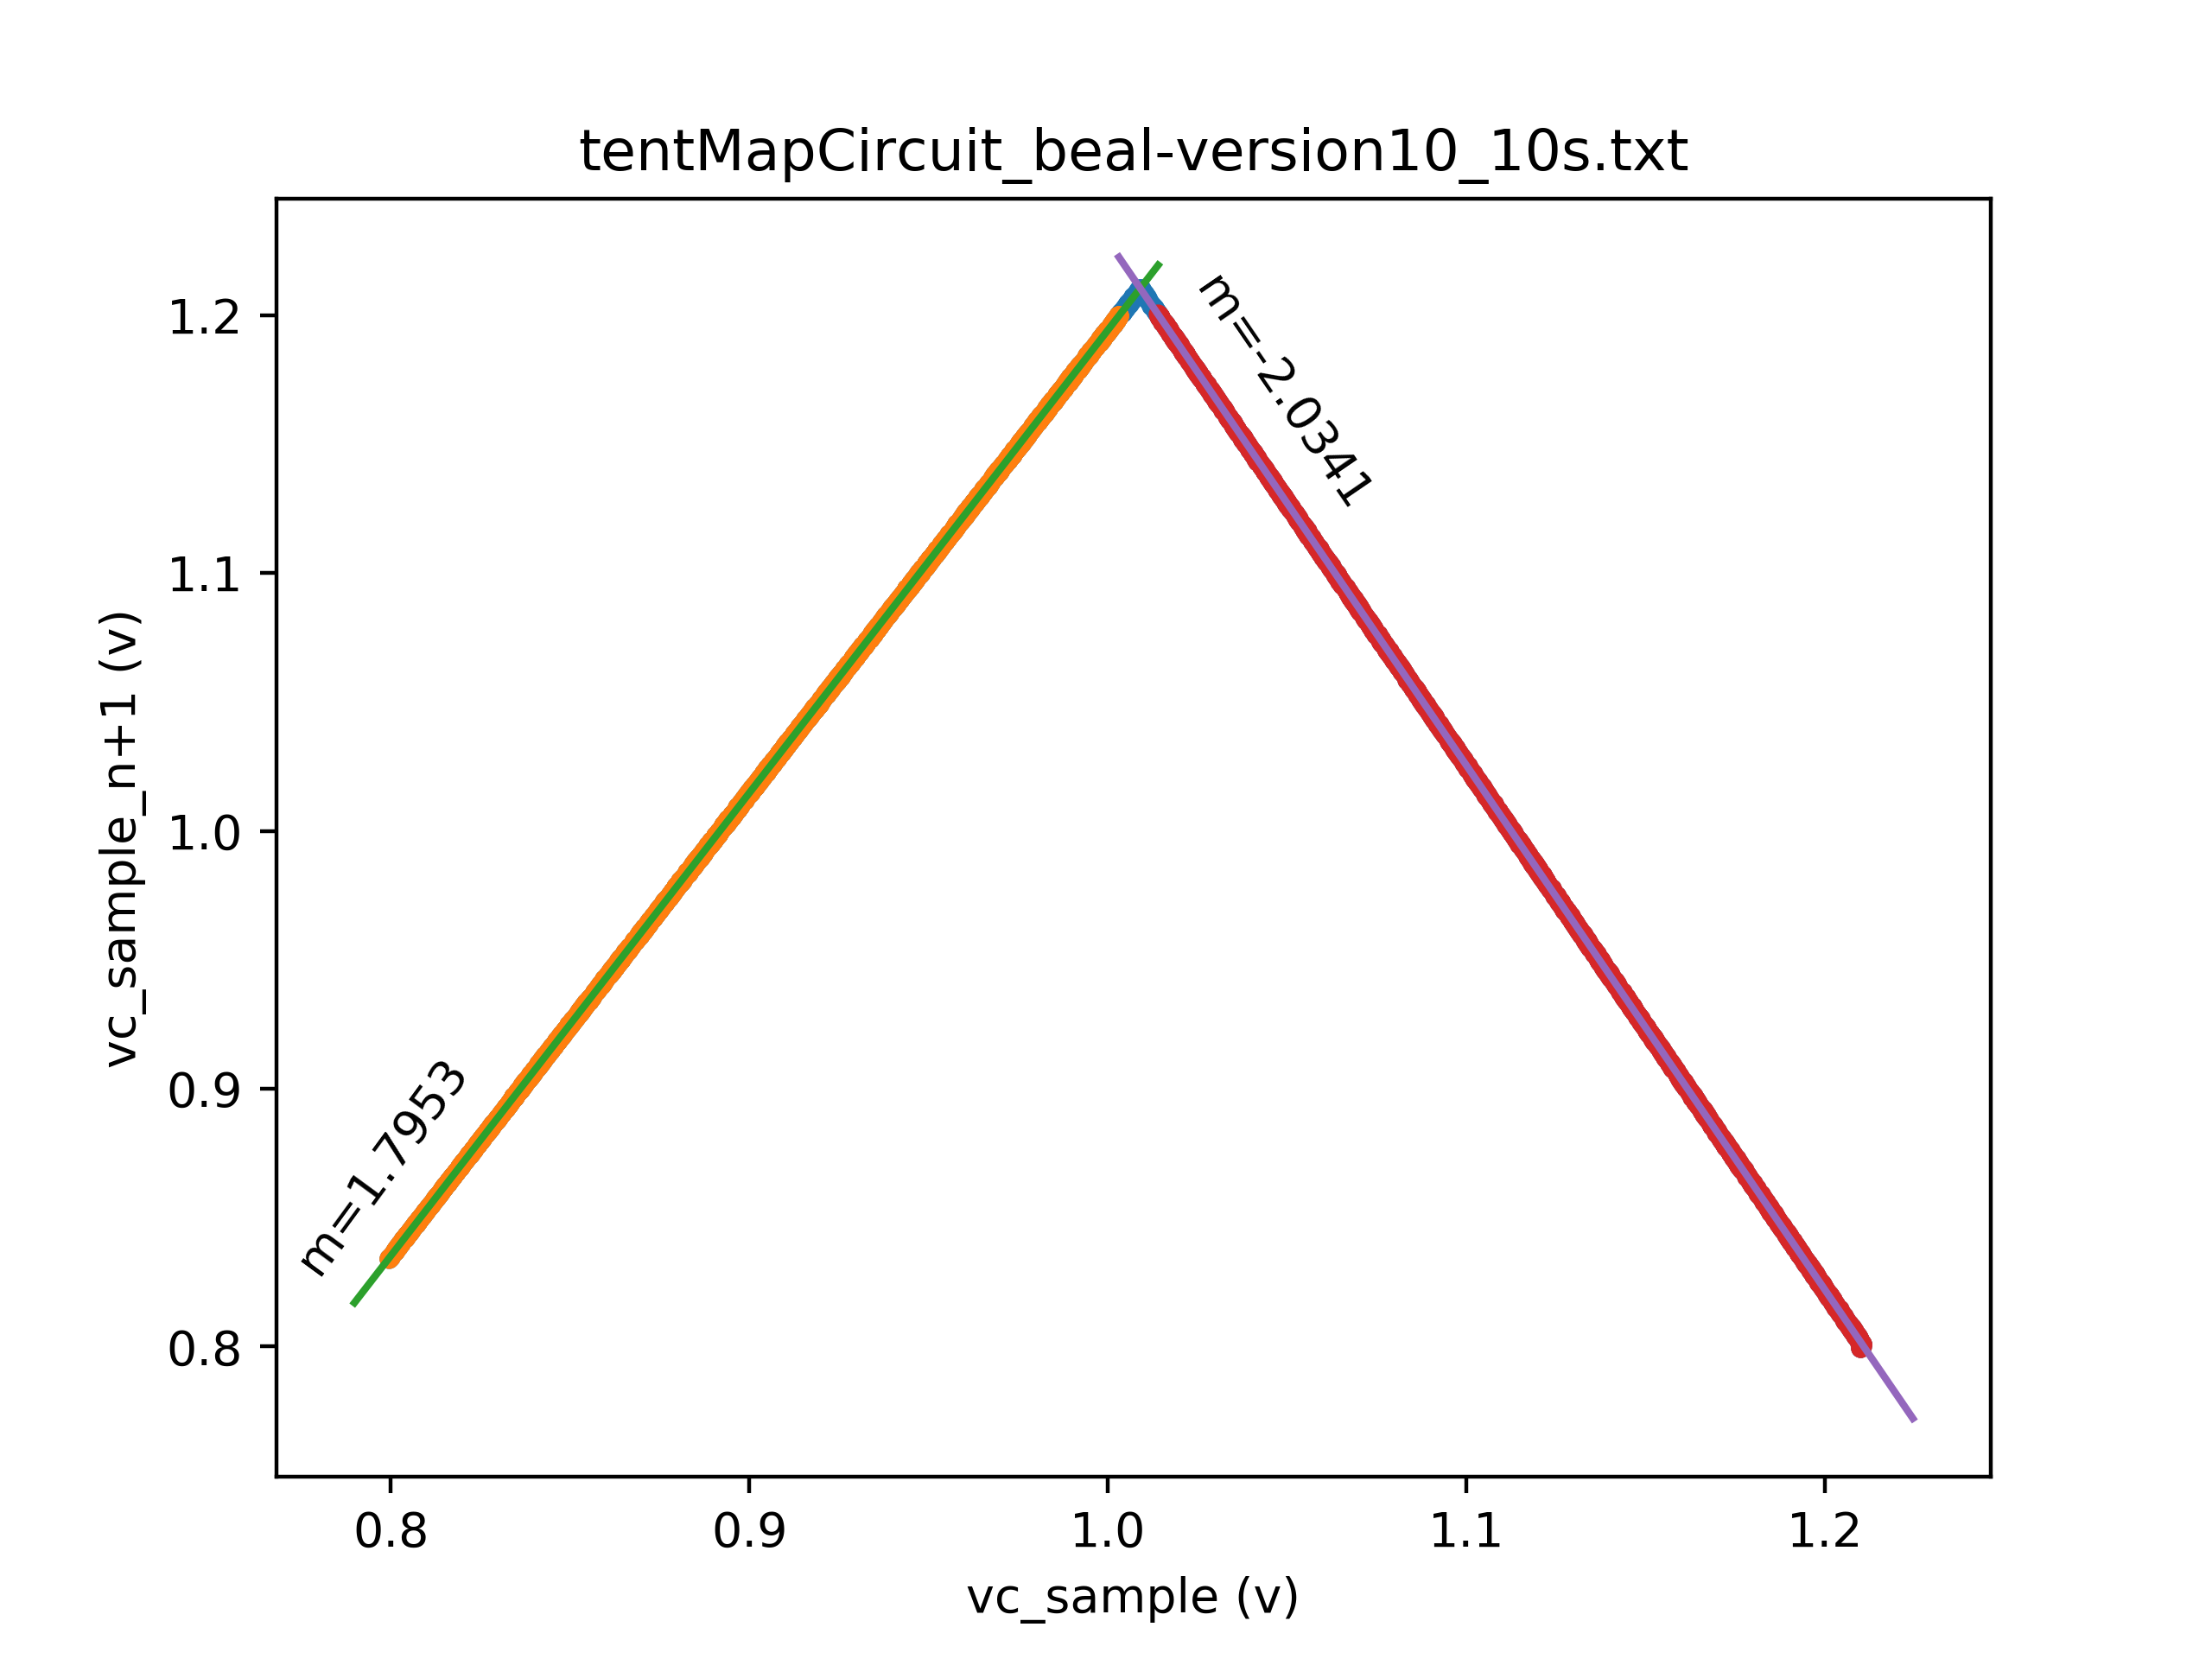 tentMapCircuit_beal-version10_10s.txt
m=-2.0341
m=1.7953
1.2
1.1
1.0
0.9
0.8
vc_sample_n+1 (v)
0.8 0.9 1.0 1.1 1.2
vc_sample (v)